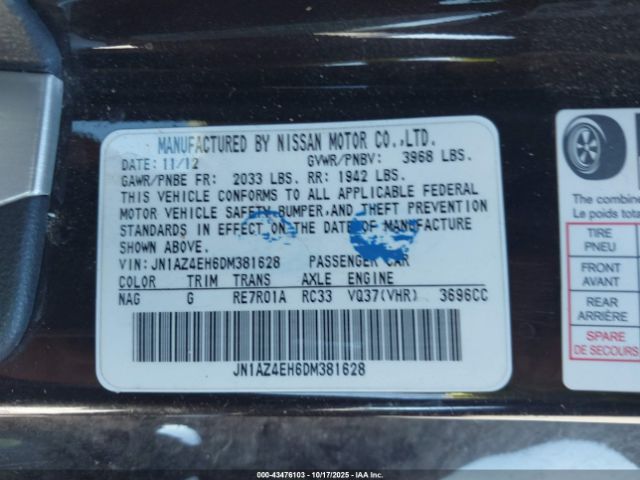 MANUFACTURED BY NISSAN MOTOR CO.,LTD.
DATE: 11/12 GVWR/PNBV: 3968 LBS.
GAWR/PNBE FR: 2033 LBS. RR: 1942 LBS.
THIS VEHICLE CONFORMS TO ALL APPLICABLE FEDERAL
MOTOR VEHICLE SAFETY, BUMPER, AND THEFT PREVENTION
STANDARDS IN EFFECT ON THE DATE OF MANUFACTURE
SHOWN ABOVE.
VIN: JN1AZ4EH6DM381628 PASSENGER CAR
COLOR TRIM TRANS AXLE ENGINE
NAG G RE7R01A RC33 VQ37(VHR) 3696CC
JN1AZ4EH6DM381628
The combined
Le poids total
TIRE
PNEU
FRONT
AVANT
REAR
ARRIÈRE
SPARE
DE SECOURS
000-43476103 - 10/17/2025 - IAA Inc.